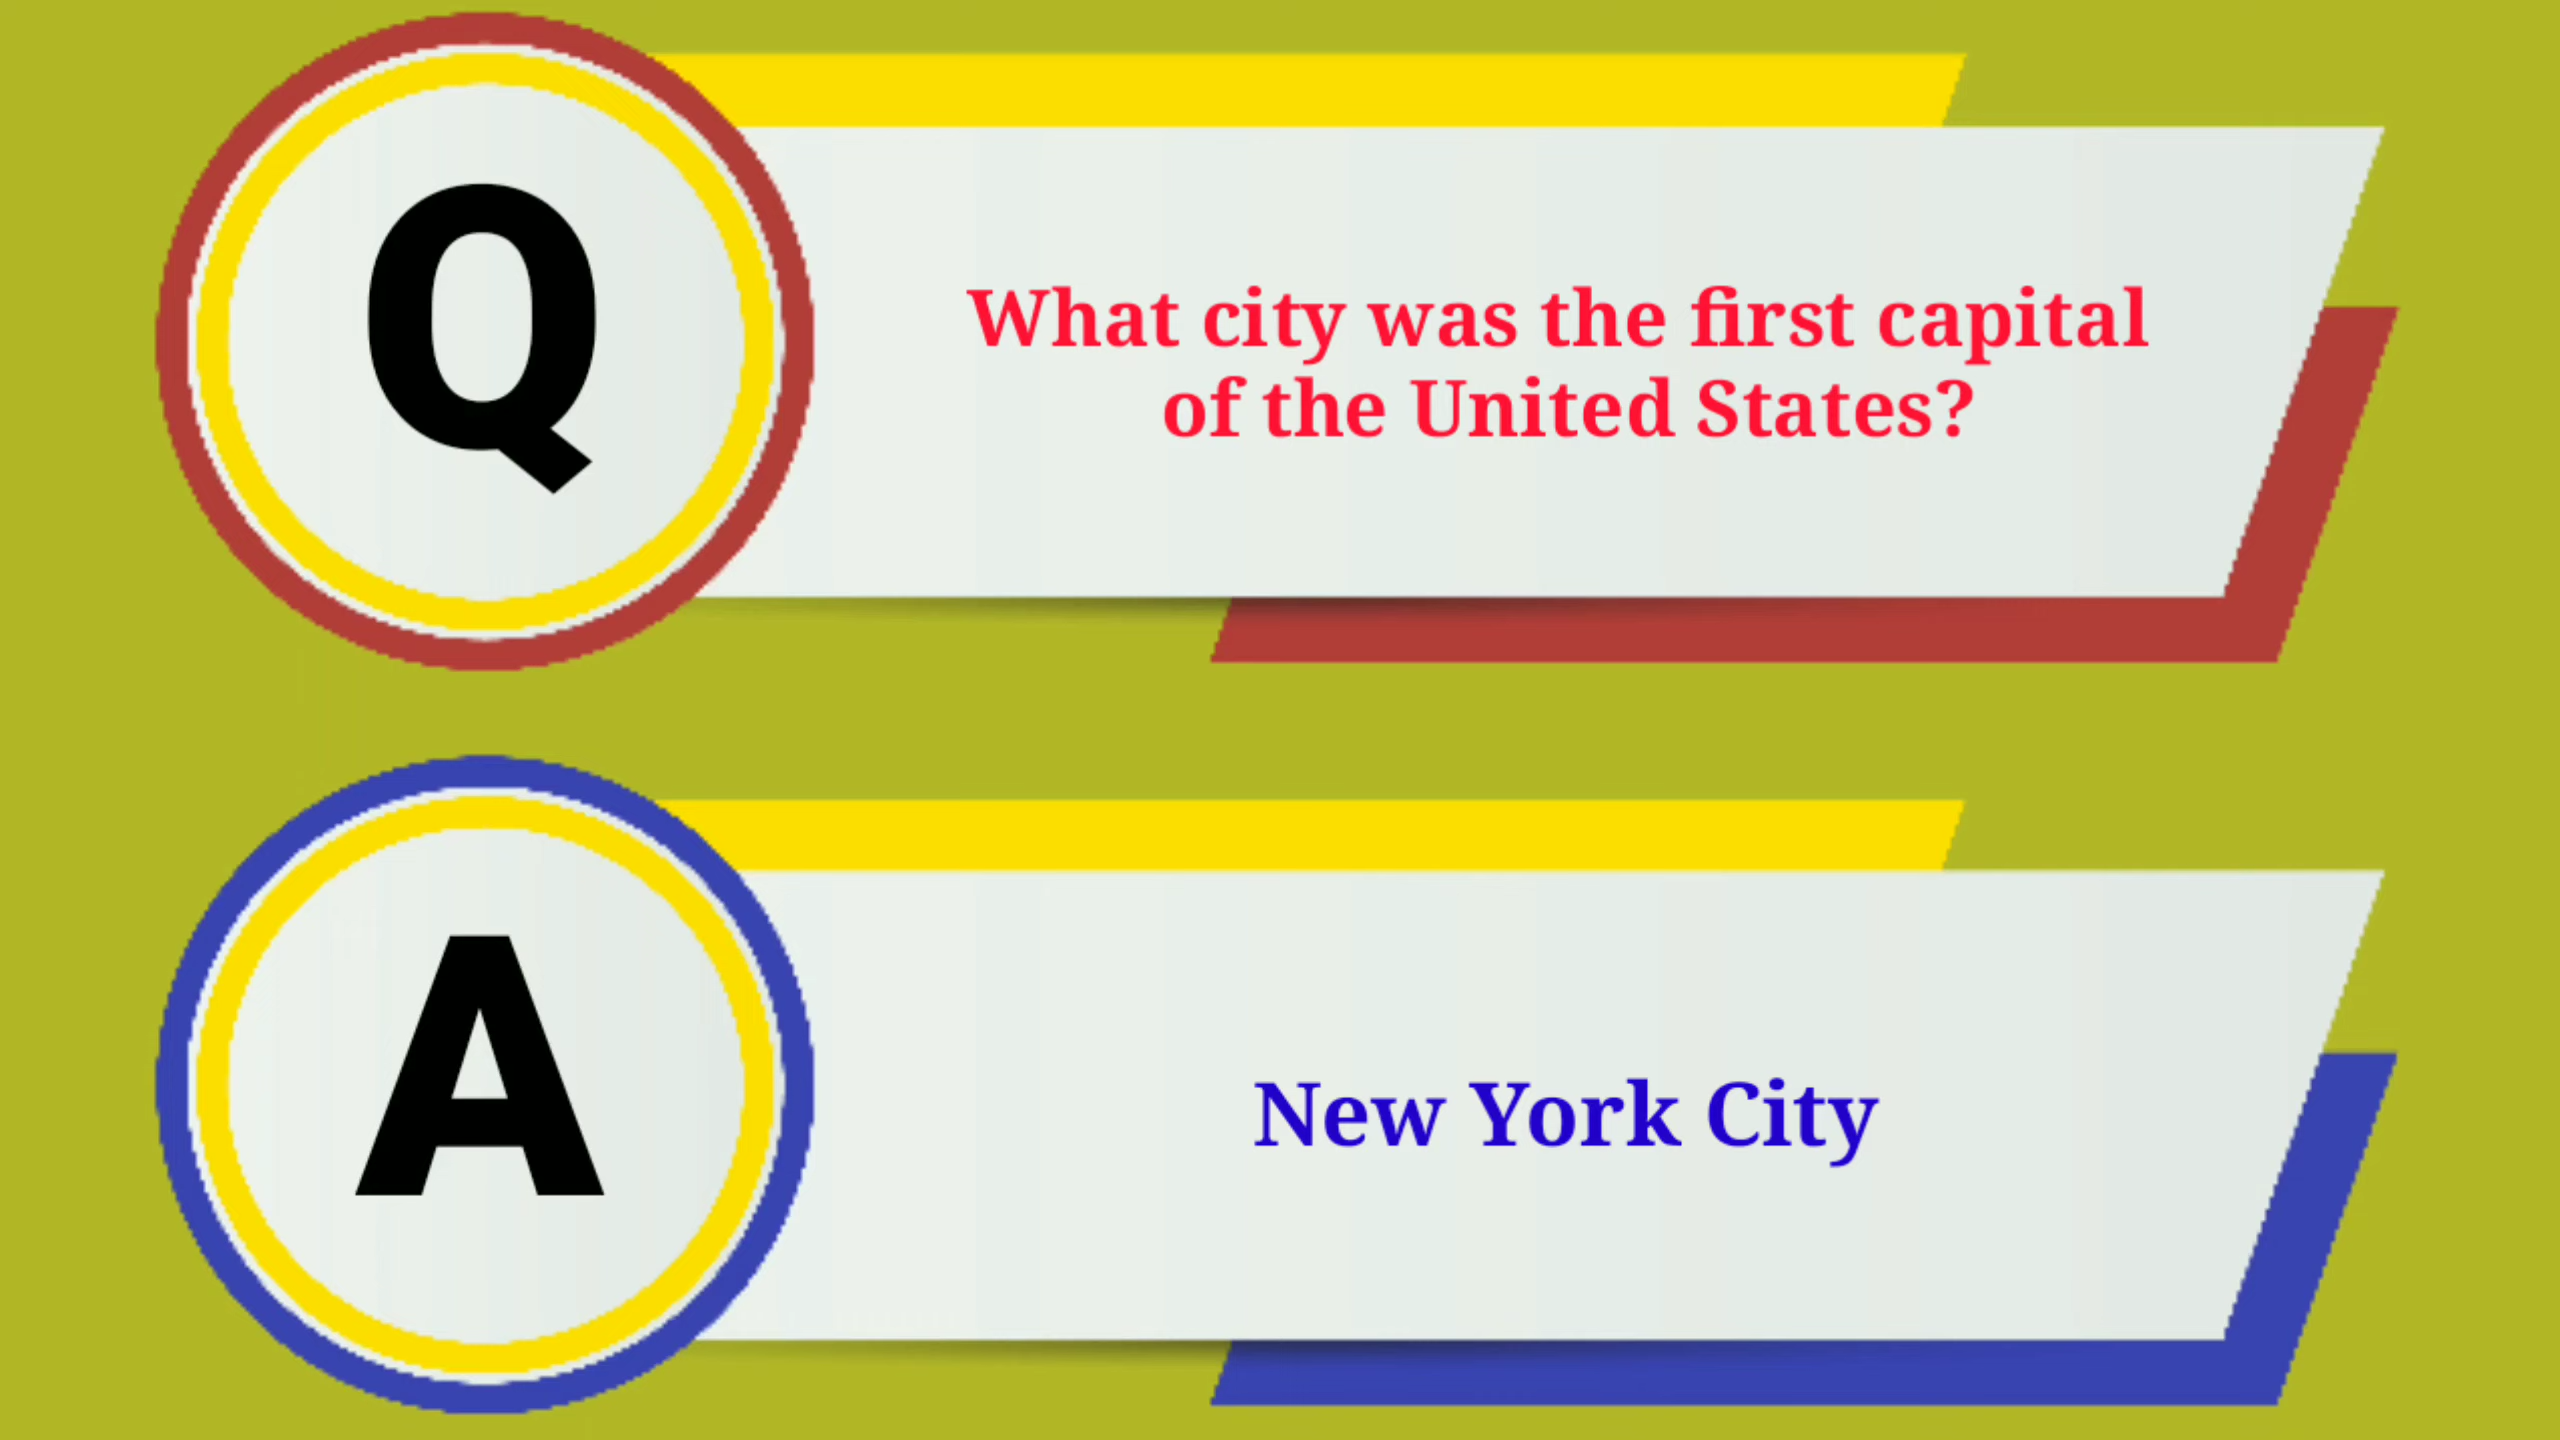 Q
What city was the first capital
of the United States?
A
New York City